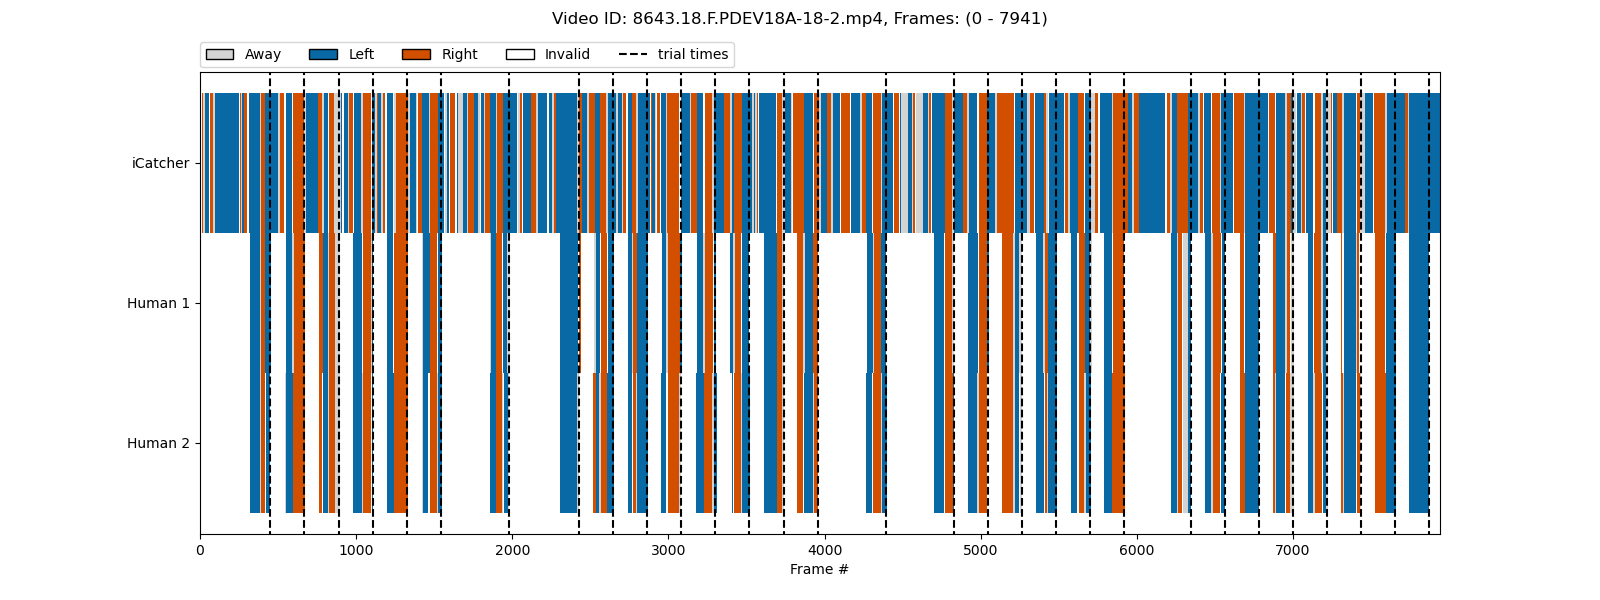 Video ID: 8643.18.F.PDEV18A-18-2.mp4, Frames: (0 - 7941)
Away Left Right Invalid trial times
iCatcher
Human 1
Human 2
0 1000 2000 3000 4000 5000 6000 7000
Frame #